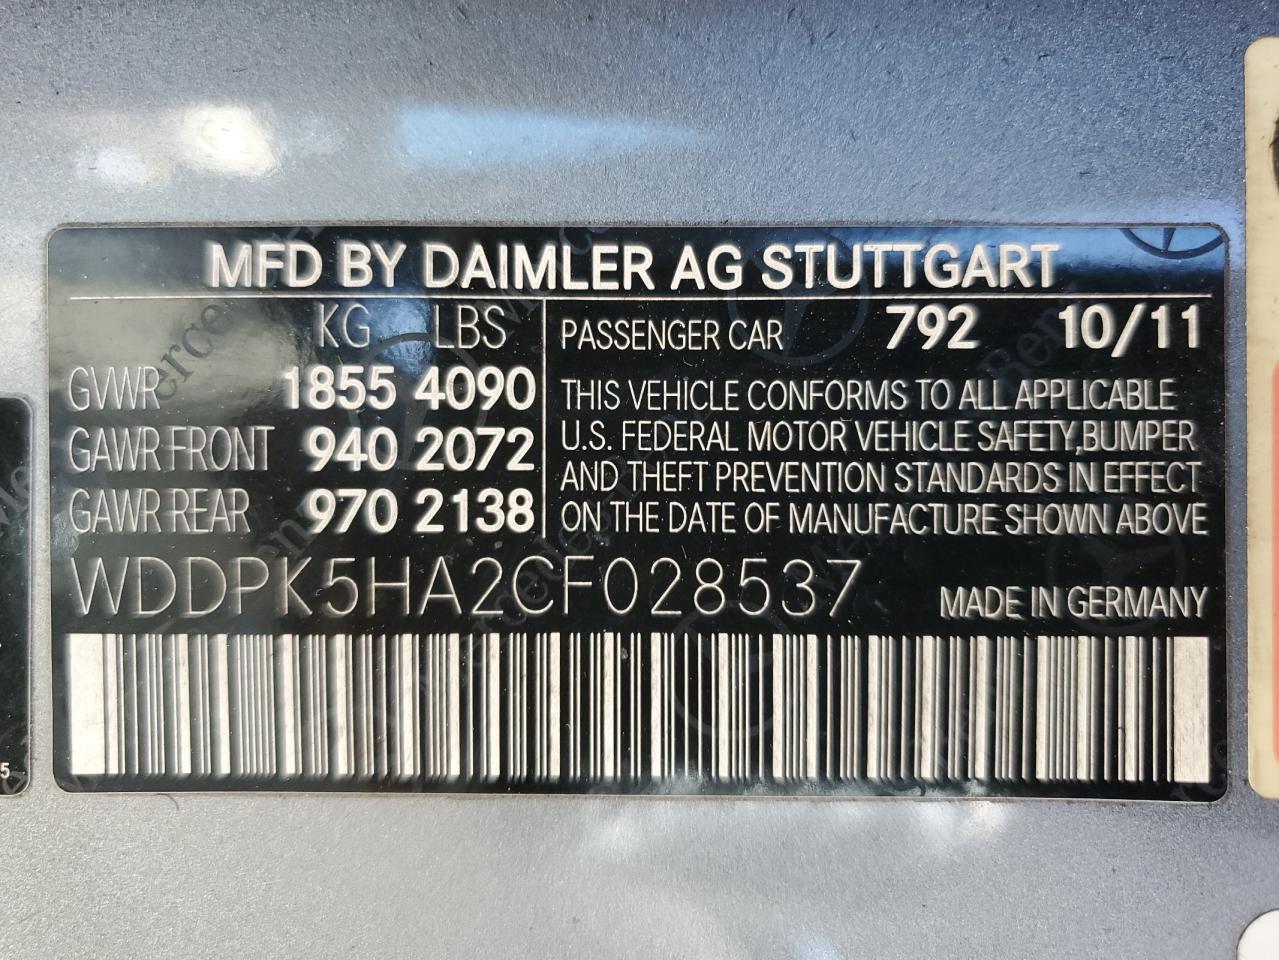 MFD BY DAIMLER AG STUTTGART
KG LBS
GVWR 1855 4090
GAWR FRONT 940 2072
GAWR REAR 970 2138
PASSENGER CAR 792 10/11
THIS VEHICLE CONFORMS TO ALL APPLICABLE
U.S. FEDERAL MOTOR VEHICLE SAFETY,BUMPER
AND THEFT PREVENTION STANDARDS IN EFFECT
ON THE DATE OF MANUFACTURE SHOWN ABOVE
WDDPK5HA2CF028537
MADE IN GERMANY
5